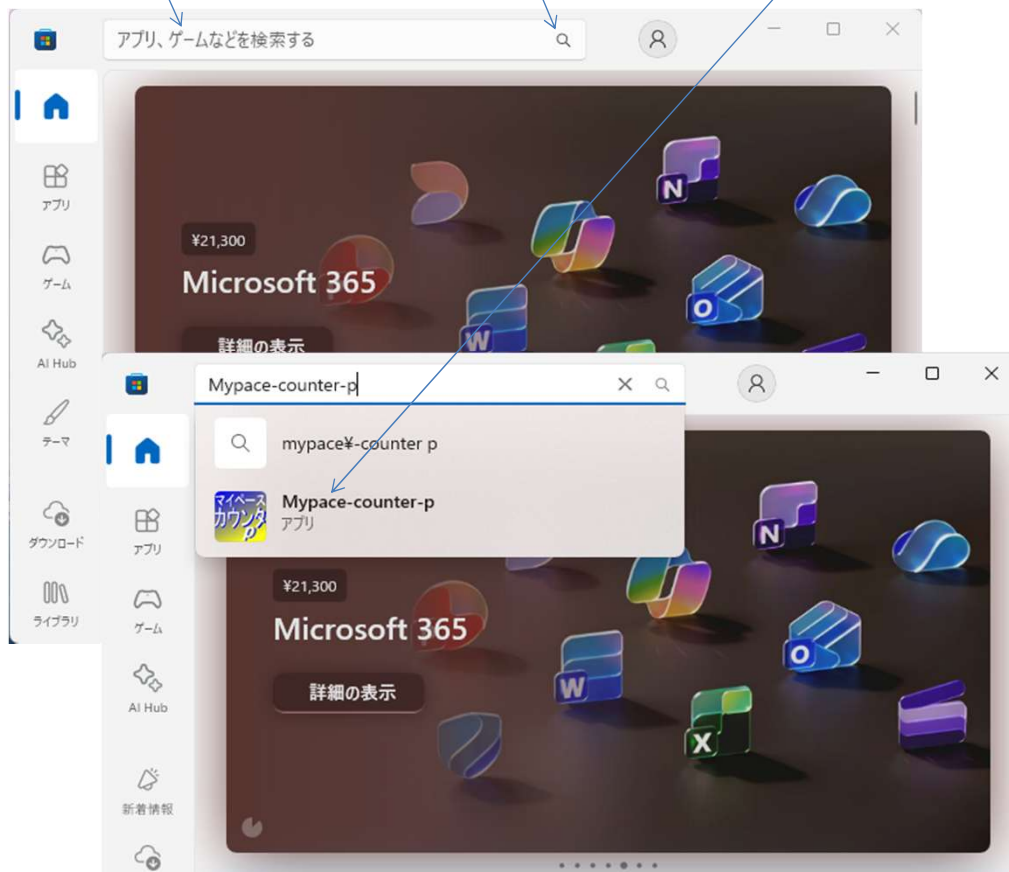 アプリ、ゲームなどを検索する
アプリ
ゲーム
AI Hub
テーマ
ダウンロード
ライブラリ
¥21,300
Microsoft 365
詳細の表示
N
O
W
Mypace-counter-p
mypace¥-counter p
マイペース
カウンタ
p
Mypace-counter-p
アプリ
アプリ
ゲーム
AI Hub
新着情報
¥21,300
Microsoft 365
詳細の表示
N
O
W
X